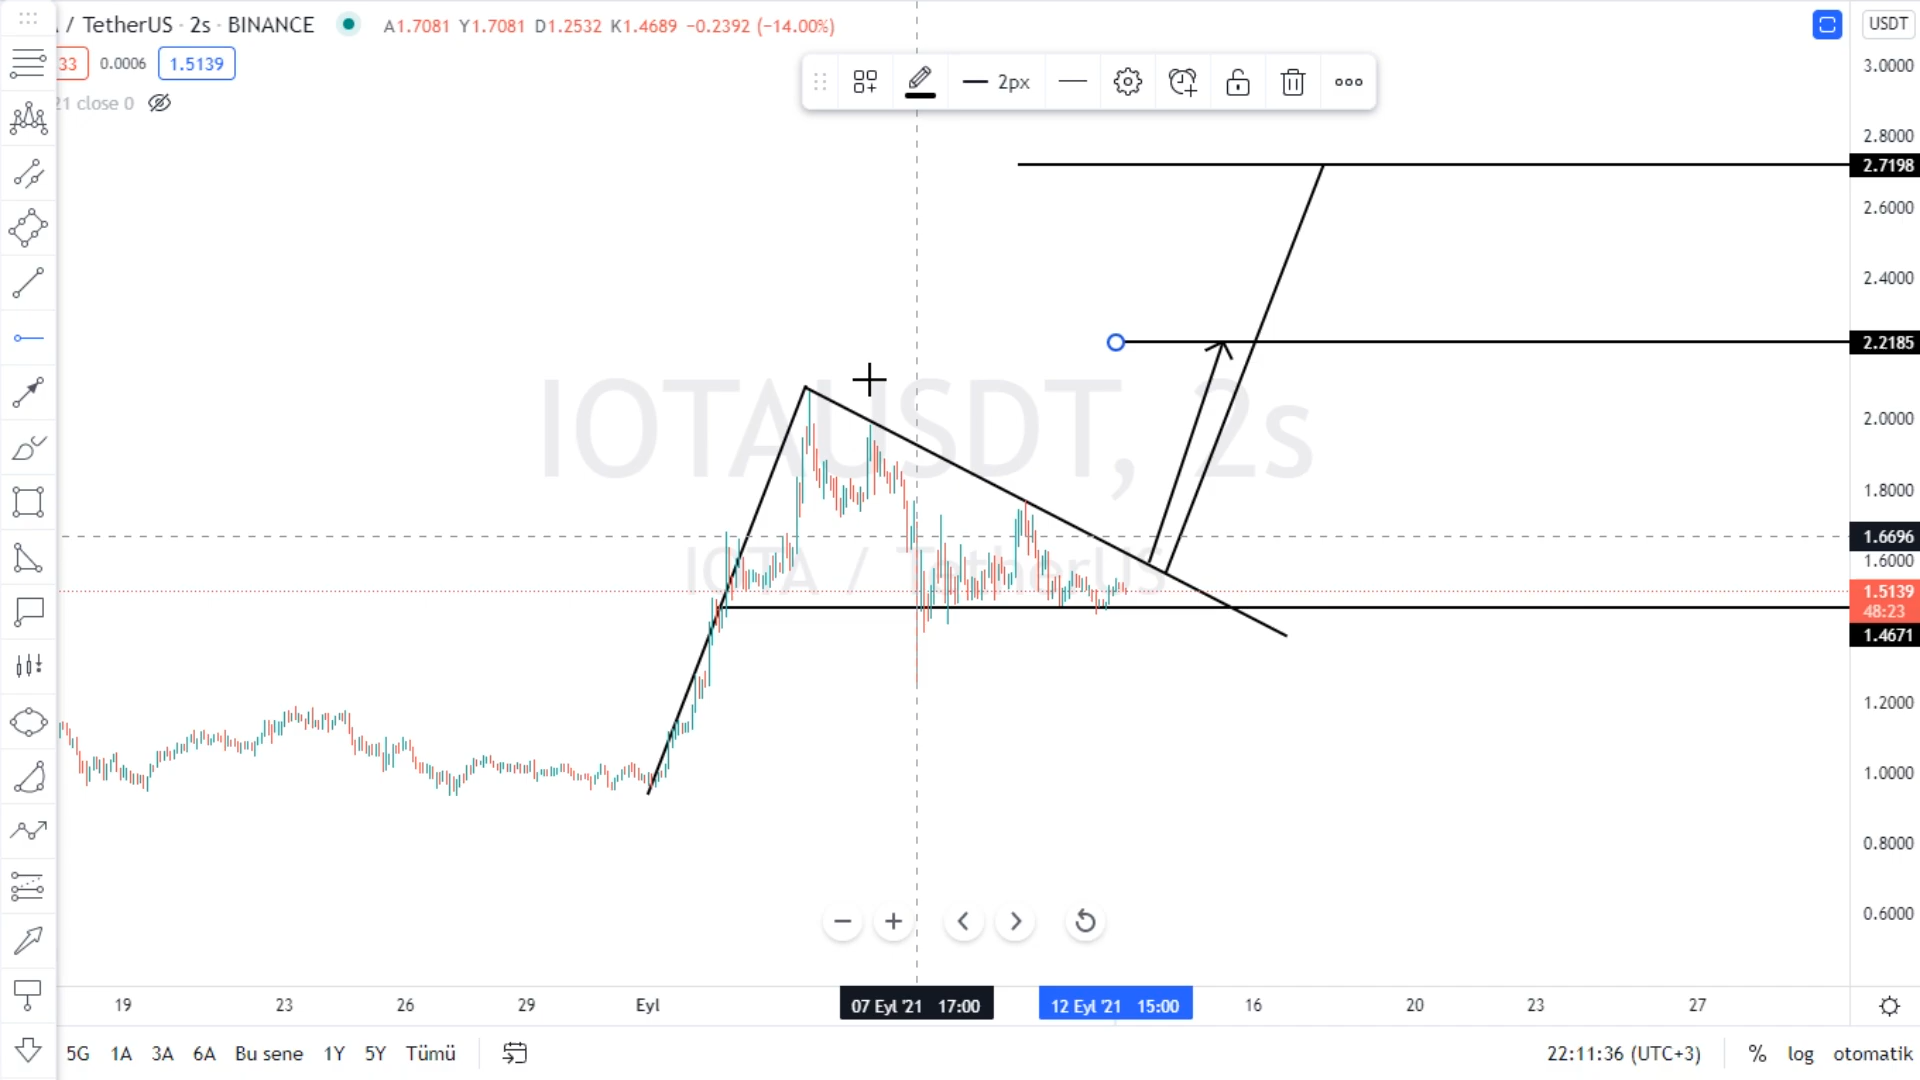 / TetherUS · 2s · BINANCE A1.7081 Y1.7081 D1.2532 K1.4689 −0.2392 (−14.00%)
33 0.0006 1.5139
21 close 0
2px
USDT
3.0000
2.8000
2.7198
2.6000
2.4000
2.2185
2.0000
1.8000
1.6696
1.6000
1.5139
48:23
1.4671
1.2000
1.0000
0.8000
0.6000
IOTAUSDT, 2s
IOTA / TetherUS
19 23 26 29 Eyl 07 Eyl '21 17:00 12 Eyl '21 15:00 16 20 23 27
5G 1A 3A 6A Bu sene 1Y 5Y Tümü 22:11:36 (UTC+3) % log otomatik